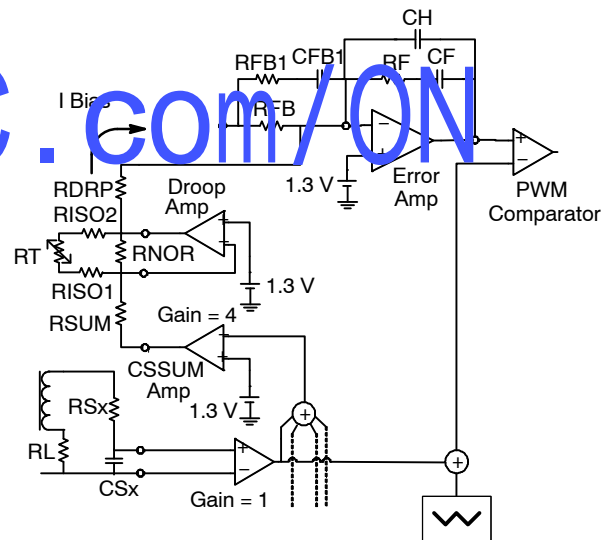 CH
RFB1 CFB1 RF CF
I Bias
RFB
C.com/ON
1.3 V
Error
Amp
PWM
Comparator
RDRP
Droop
Amp
RISO2
RT
RNOR
RISO1
1.3 V
RSUM
Gain = 4
CSSUM
Amp
1.3 V
RSx
RL
CSx
Gain = 1